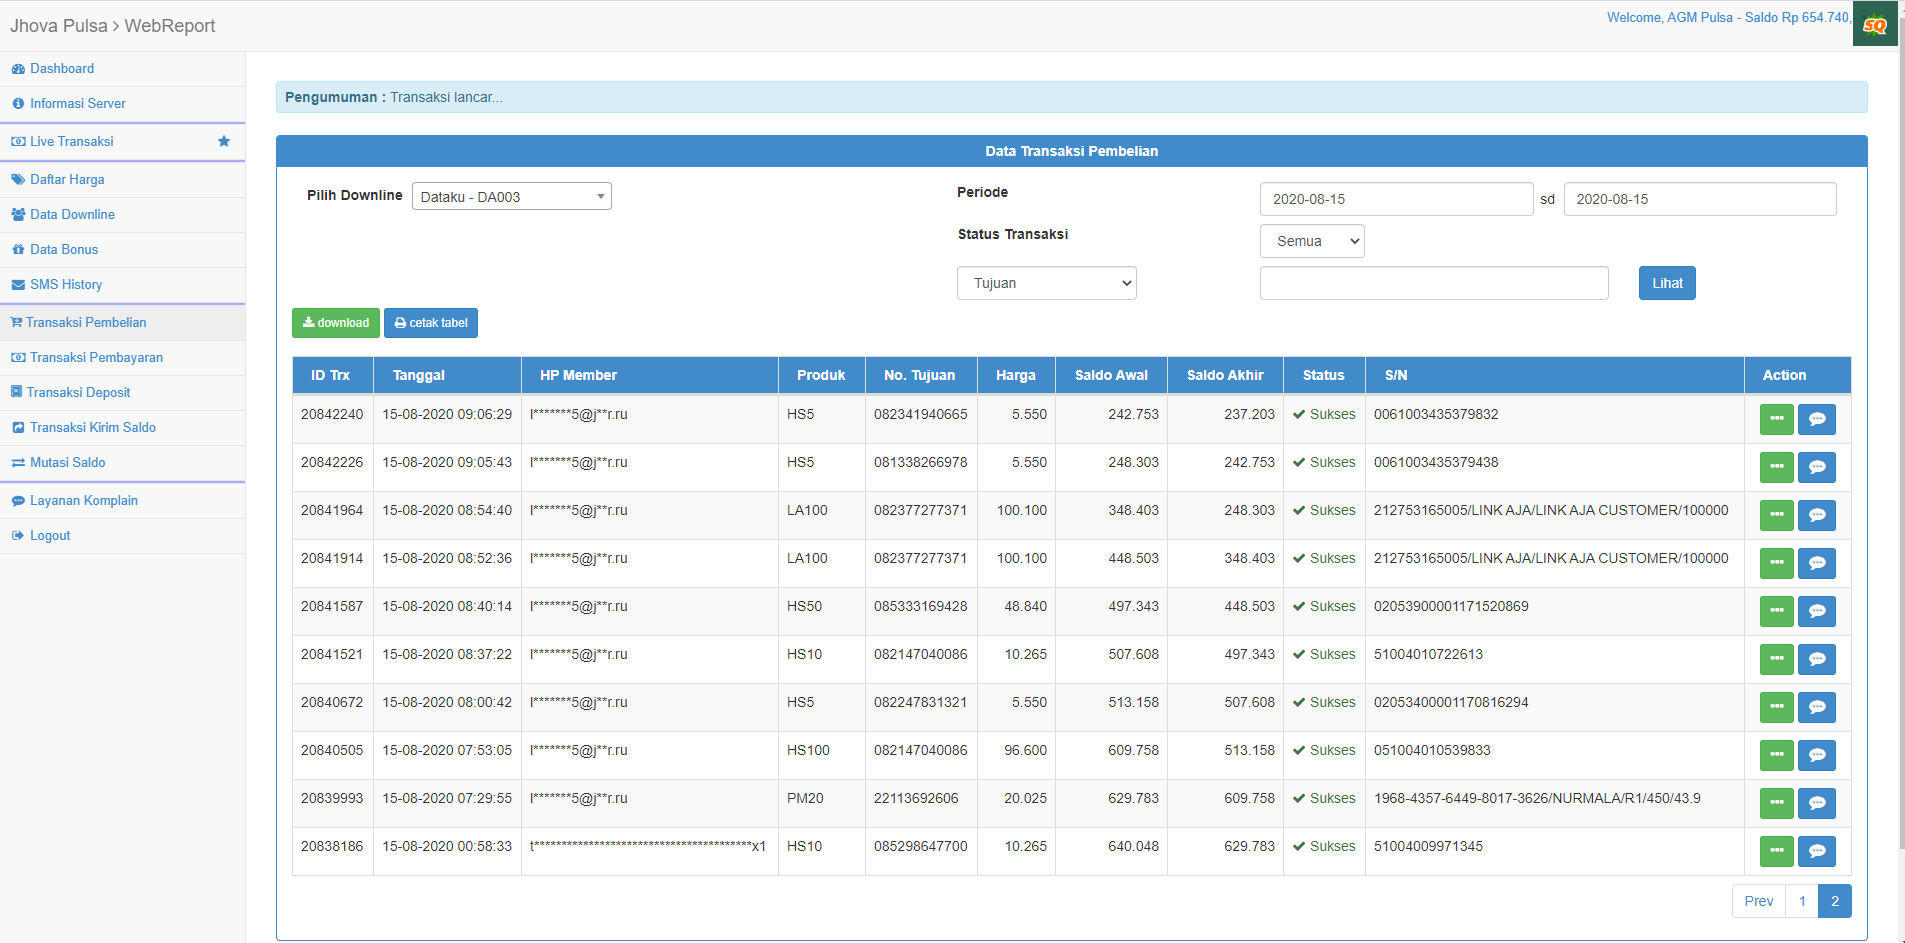 Jhova Pulsa > WebReport
Welcome, AGM Pulsa - Saldo Rp 654.740,
SQ
Dashboard
Informasi Server
Live Transaksi
Daftar Harga
Data Downline
Data Bonus
SMS History
Transaksi Pembelian
Transaksi Pembayaran
Transaksi Deposit
Transaksi Kirim Saldo
Mutasi Saldo
Layanan Komplain
Logout
Pengumuman : Transaksi lancar...
Data Transaksi Pembelian
Pilih Downline Dataku - DA003
Periode 2020-08-15 sd 2020-08-15
Status Transaksi Semua
Tujuan Lihat
download cetak tabel
ID Trx Tanggal HP Member Produk No. Tujuan Harga Saldo Awal Saldo Akhir Status S/N Action
20842240 15-08-2020 09:06:29 l*******5@j**r.ru HS5 082341940665 5.550 242.753 237.203 Sukses 0061003435379832
20842226 15-08-2020 09:05:43 l*******5@j**r.ru HS5 081338266978 5.550 248.303 242.753 Sukses 0061003435379438
20841964 15-08-2020 08:54:40 l*******5@j**r.ru LA100 082377277371 100.100 348.403 248.303 Sukses 212753165005/LINK AJA/LINK AJA CUSTOMER/100000
20841914 15-08-2020 08:52:36 l*******5@j**r.ru LA100 082377277371 100.100 448.503 348.403 Sukses 212753165005/LINK AJA/LINK AJA CUSTOMER/100000
20841587 15-08-2020 08:40:14 l*******5@j**r.ru HS50 085333169428 48.840 497.343 448.503 Sukses 02053900001171520869
20841521 15-08-2020 08:37:22 l*******5@j**r.ru HS10 082147040086 10.265 507.608 497.343 Sukses 51004010722613
20840672 15-08-2020 08:00:42 l*******5@j**r.ru HS5 082247831321 5.550 513.158 507.608 Sukses 02053400001170816294
20840505 15-08-2020 07:53:05 l*******5@j**r.ru HS100 082147040086 96.600 609.758 513.158 Sukses 051004010539833
20839993 15-08-2020 07:29:55 l*******5@j**r.ru PM20 22113692606 20.025 629.783 609.758 Sukses 1968-4357-6449-8017-3626/NURMALA/R1/450/43.9
20838186 15-08-2020 00:58:33 t****************************************x1 HS10 085298647700 10.265 640.048 629.783 Sukses 51004009971345
Prev 1 2